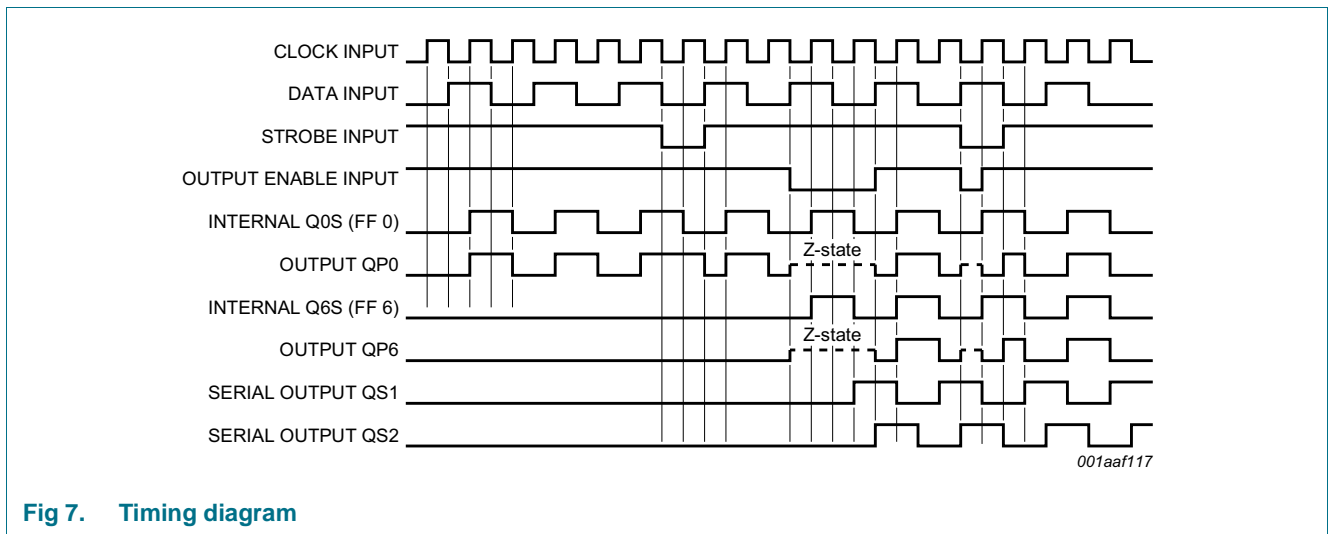 CLOCK INPUT
DATA INPUT
STROBE INPUT
OUTPUT ENABLE INPUT
INTERNAL Q0S (FF 0)
Z-state
OUTPUT QP0
INTERNAL Q6S (FF 6)
Z-state
OUTPUT QP6
SERIAL OUTPUT QS1
SERIAL OUTPUT QS2
001aaf117
Fig 7. Timing diagram